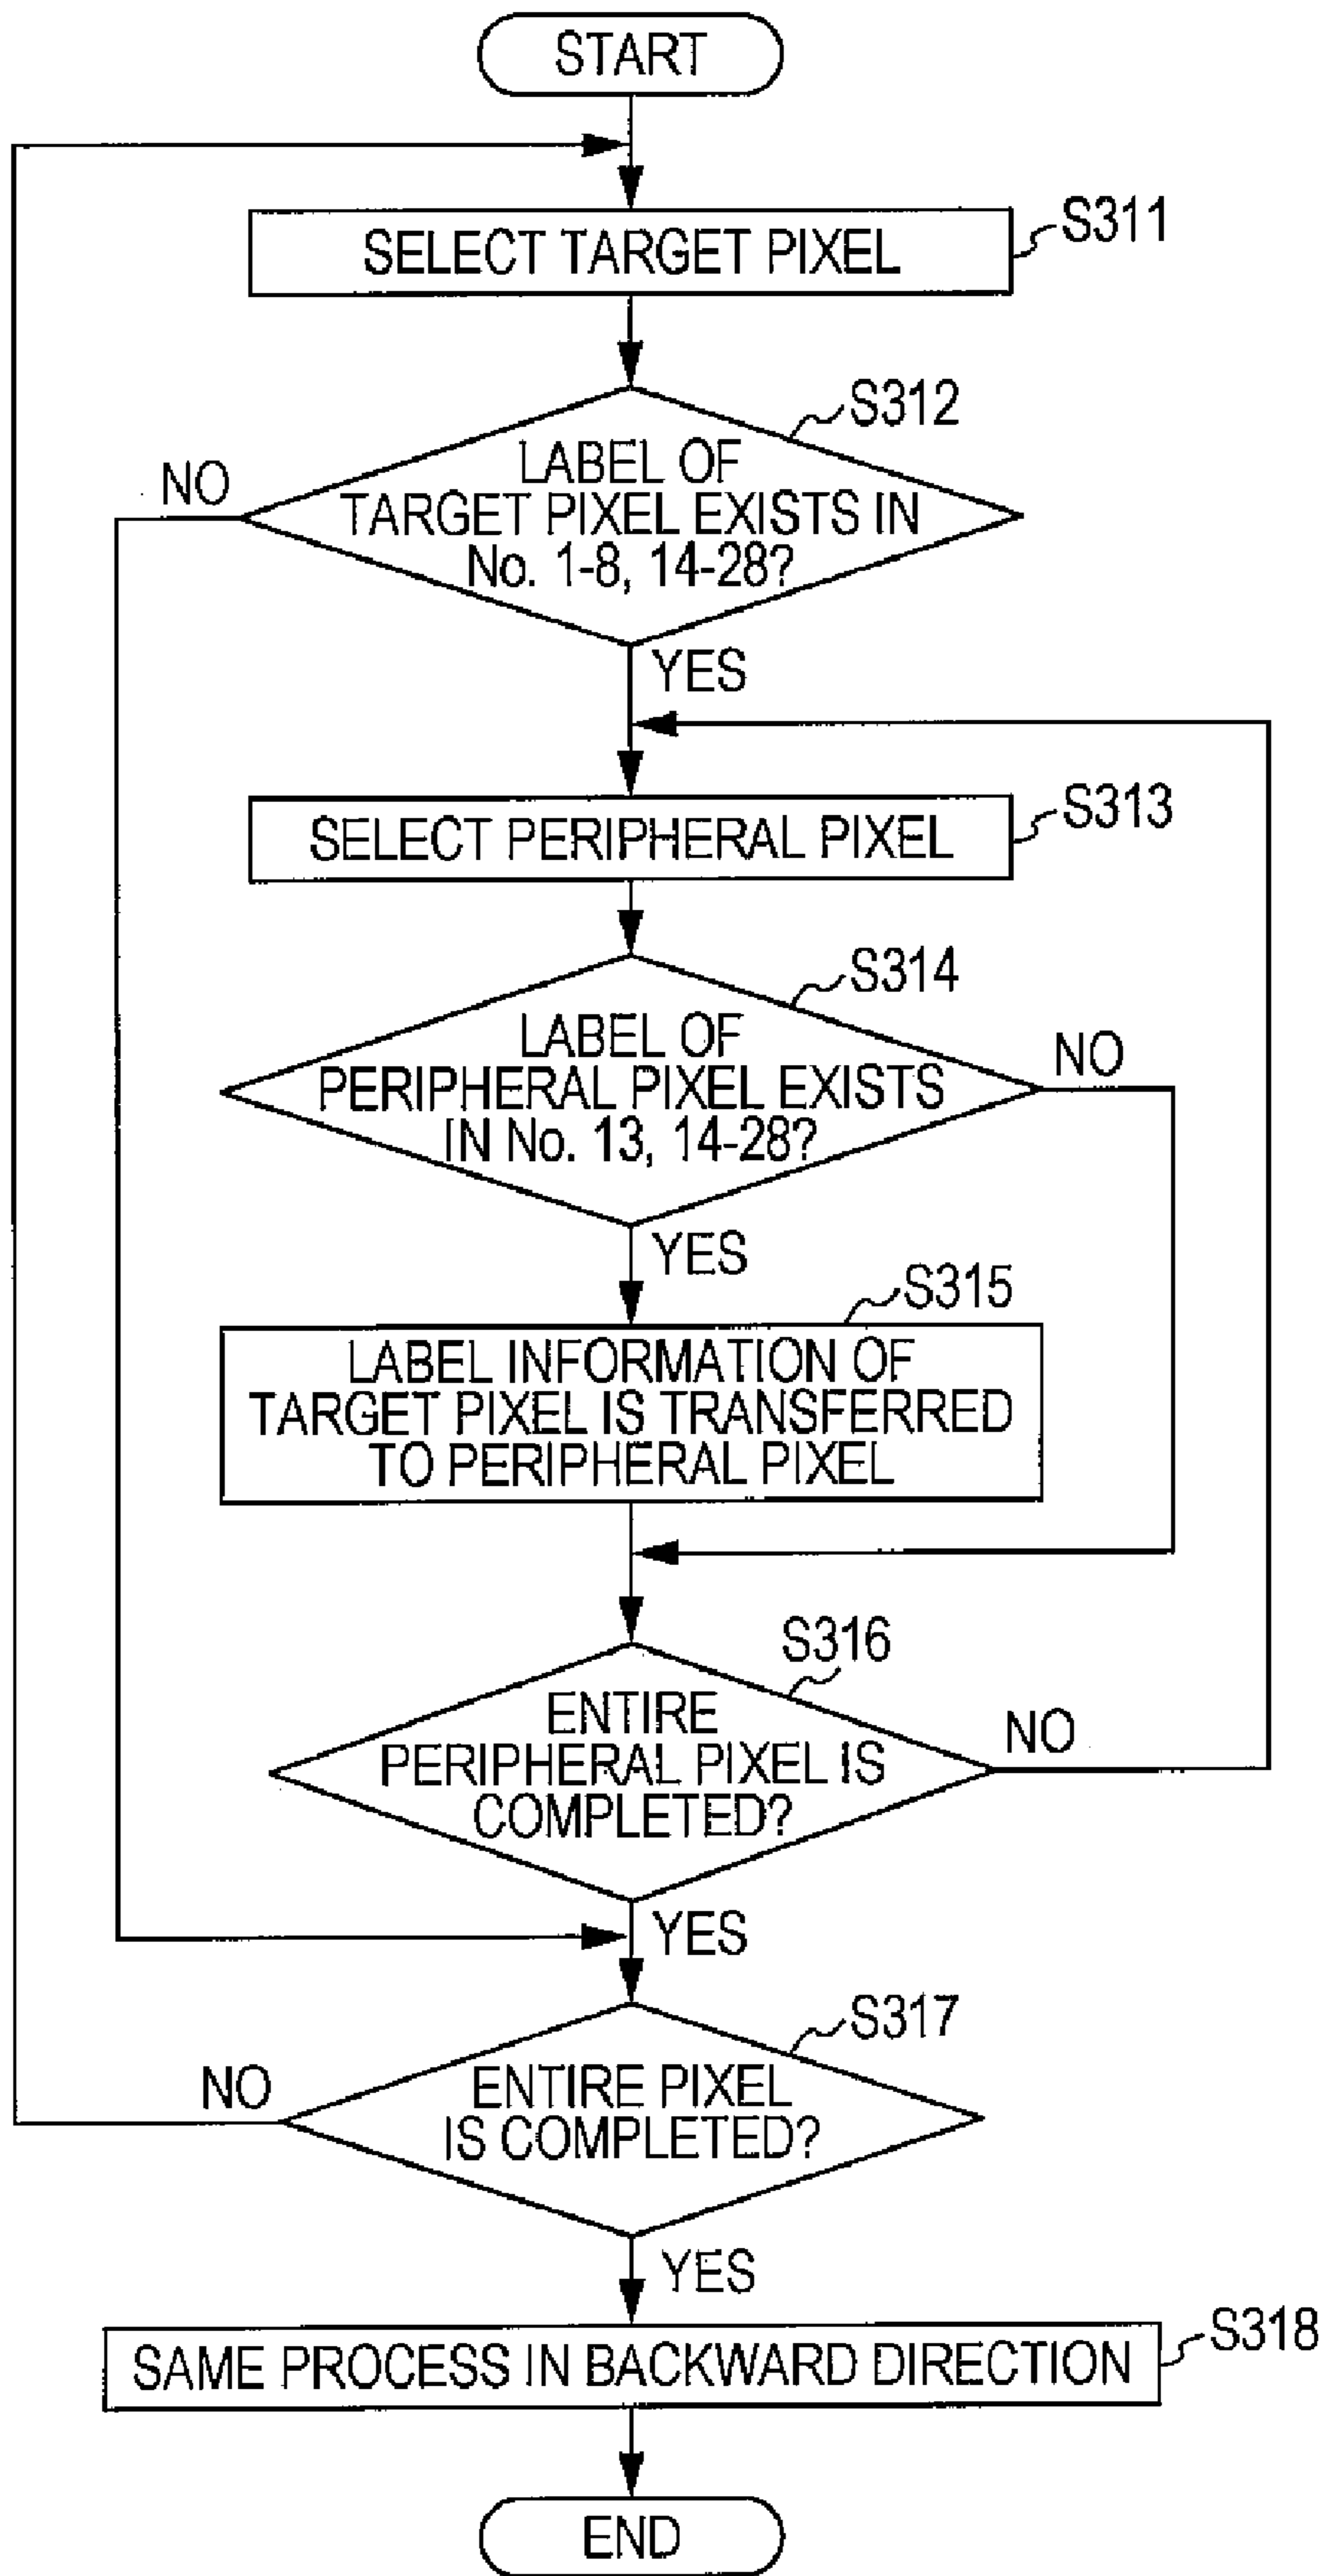 START
SELECT TARGET PIXEL
S311
S312
LABEL OF
TARGET PIXEL EXISTS IN
No. 1-8, 14-28?
NO
YES
SELECT PERIPHERAL PIXEL
S313
S314
LABEL OF
PERIPHERAL PIXEL EXISTS
IN No. 13, 14-28?
NO
YES
S315
LABEL INFORMATION OF
TARGET PIXEL IS TRANSFERRED
TO PERIPHERAL PIXEL
S316
ENTIRE
PERIPHERAL PIXEL IS
COMPLETED?
NO
YES
S317
ENTIRE PIXEL
IS COMPLETED?
NO
YES
S318
SAME PROCESS IN BACKWARD DIRECTION
END